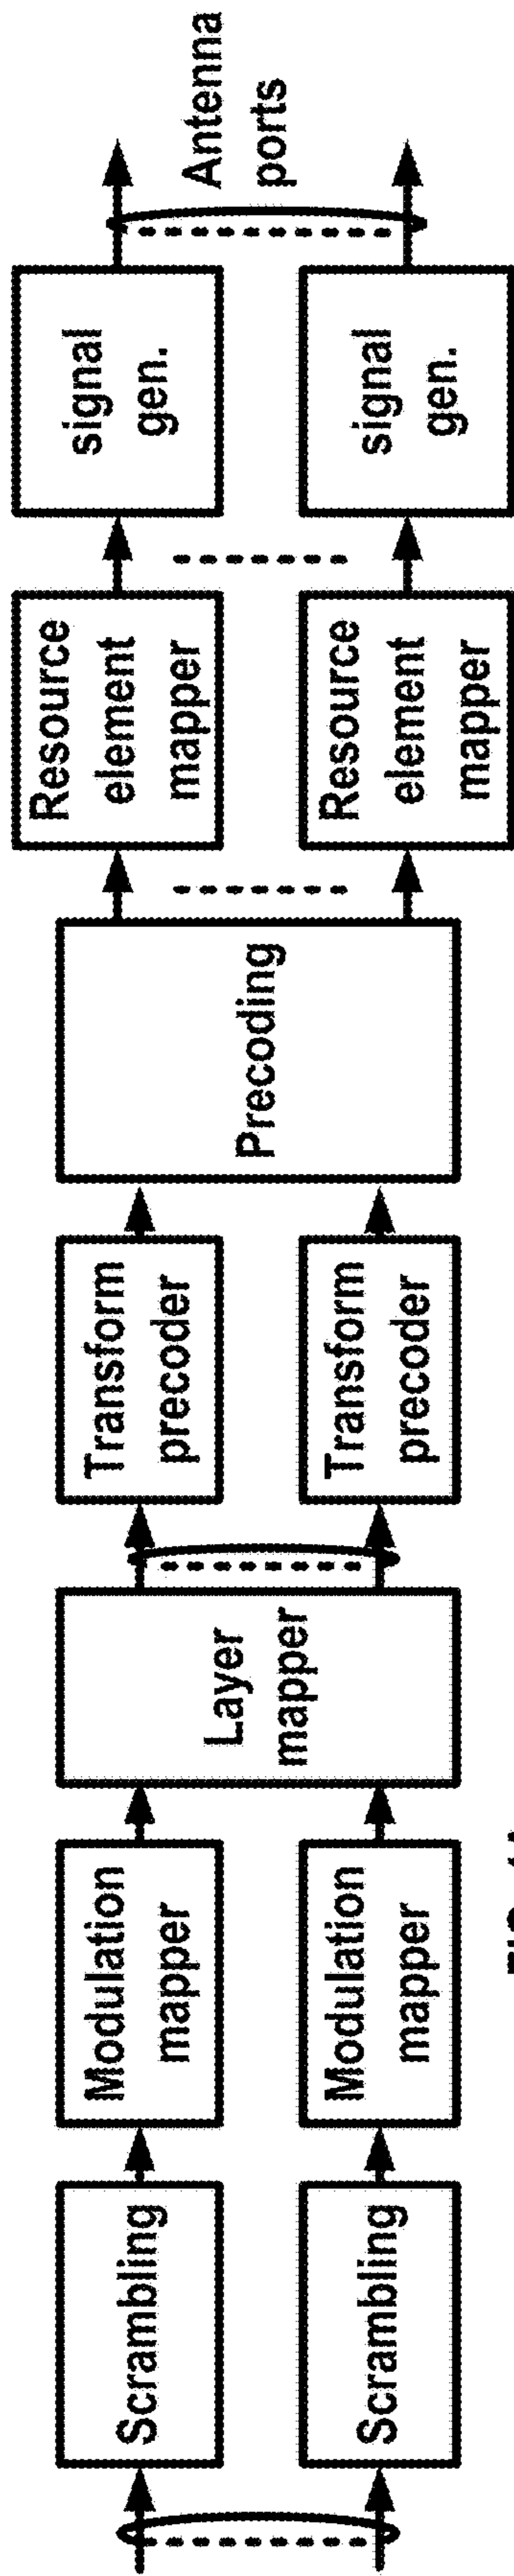 Scrambling
Modulation
mapper
Layer
mapper
Transform
precoder
Precoding
Resource
element
mapper
signal
gen.
Antenna
ports
Scrambling
Modulation
mapper
Transform
precoder
Resource
element
mapper
signal
gen.